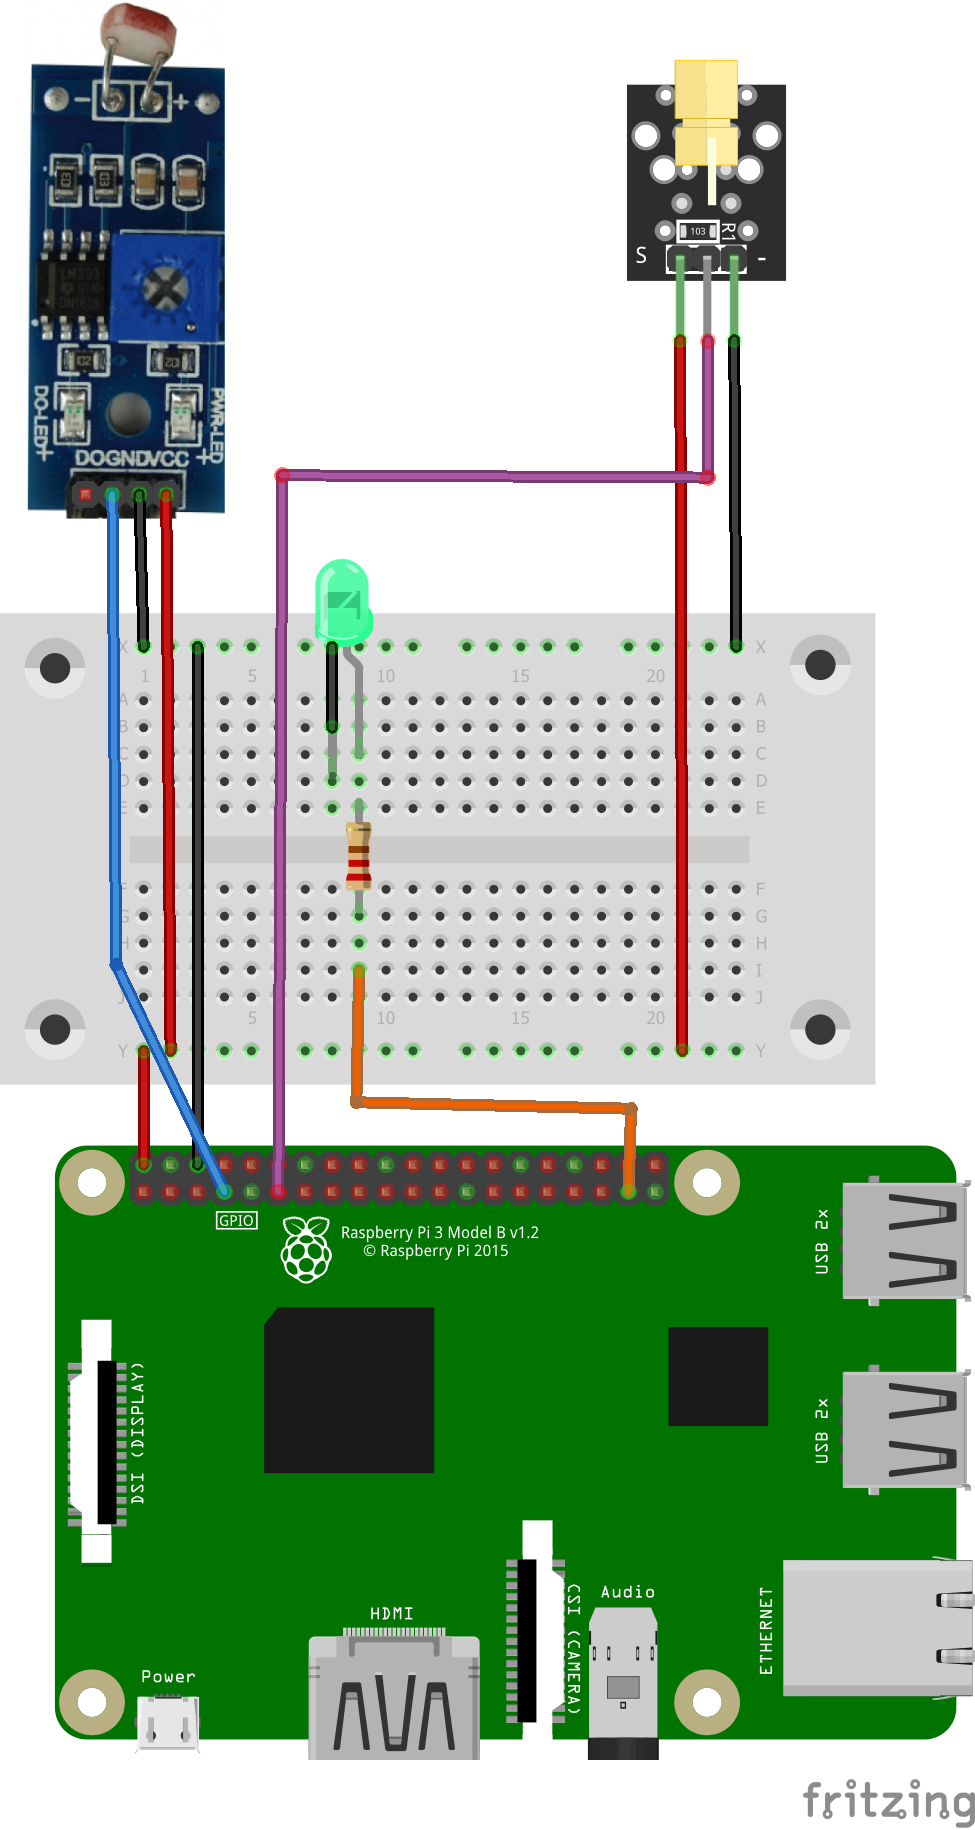 - +
103
R1
S -
LM393
DO-LED+
PWR-LED
+
DOGNDVCC
X X
1 5 10 15 20
A A
B B
C C
D D
E E
F F
G G
H H
I I
J J
5 10 15 20
Y Y
GPIO
Raspberry Pi 3 Model B v1.2
© Raspberry Pi 2015
USB 2x
DSI (DISPLAY)
USB 2x
HDMI
CSI (CAMERA)
Audio
ETHERNET
Power
fritzing